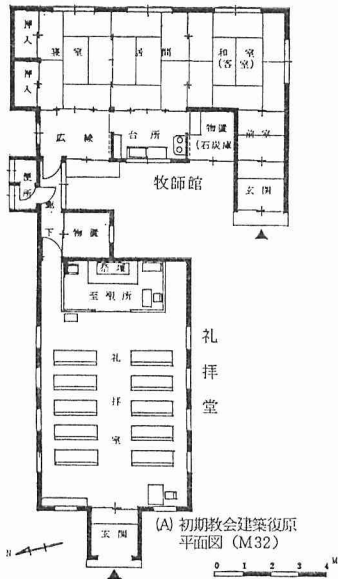 押入
寝室
居間
和室
(客室)
押入
広縁
台所
物置
(石炭庫
前室
玄関
便所
廊下
物置
牧師館
祭壇
至聖所
礼拝堂
礼拝室
玄関
(A) 初期教会建築復原
平面図 (M32)
N
0 1 2 3 4 M